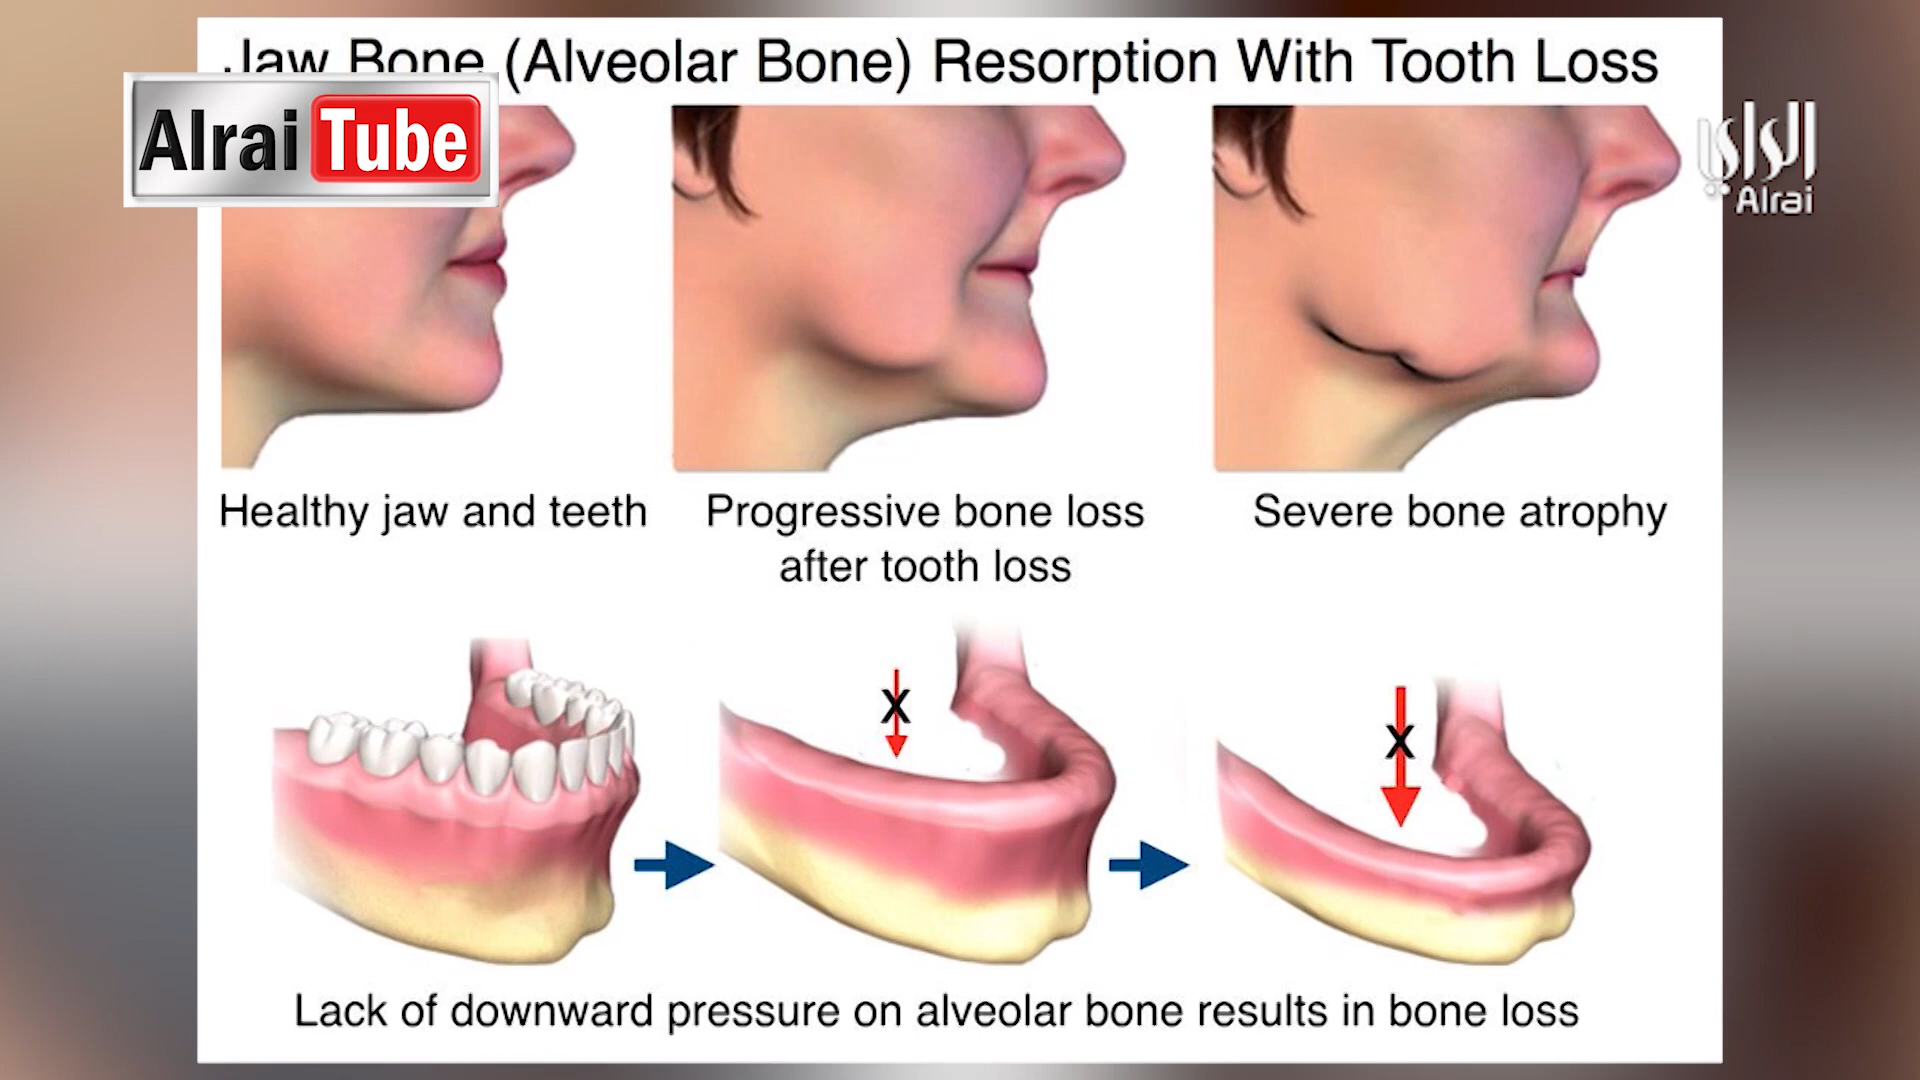 Jaw Bone (Alveolar Bone) Resorption With Tooth Loss
Alrai Tube
الراي
Alrai
Healthy jaw and teeth
Progressive bone loss
after tooth loss
Severe bone atrophy
X
X
Lack of downward pressure on alveolar bone results in bone loss